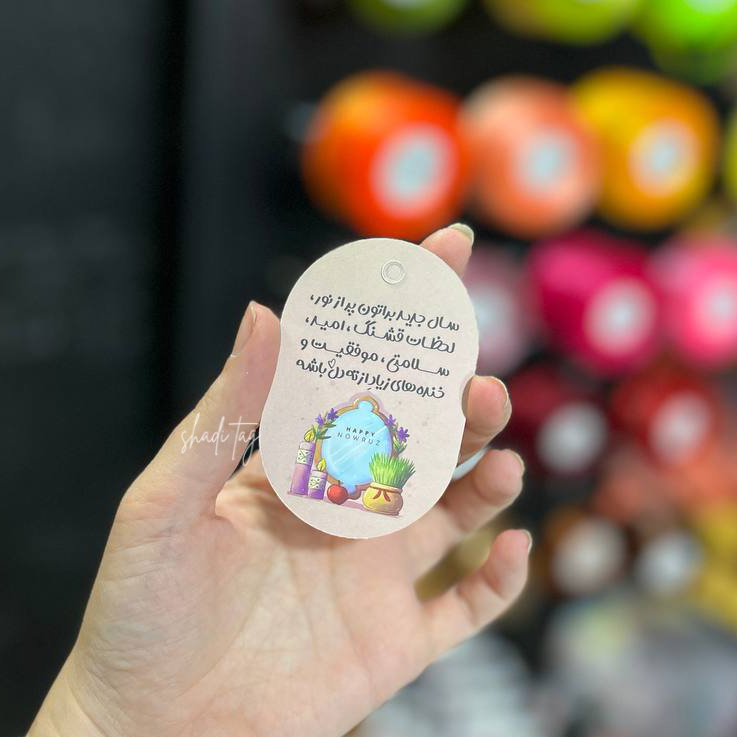 سال جدید براتون پر از نور،
لحظات قشنگ، امید،
سلامتی، موفقیت و
خنده‌های زیاد از ته دل باشه
HAPPY
NOWRUZ
shadi tag